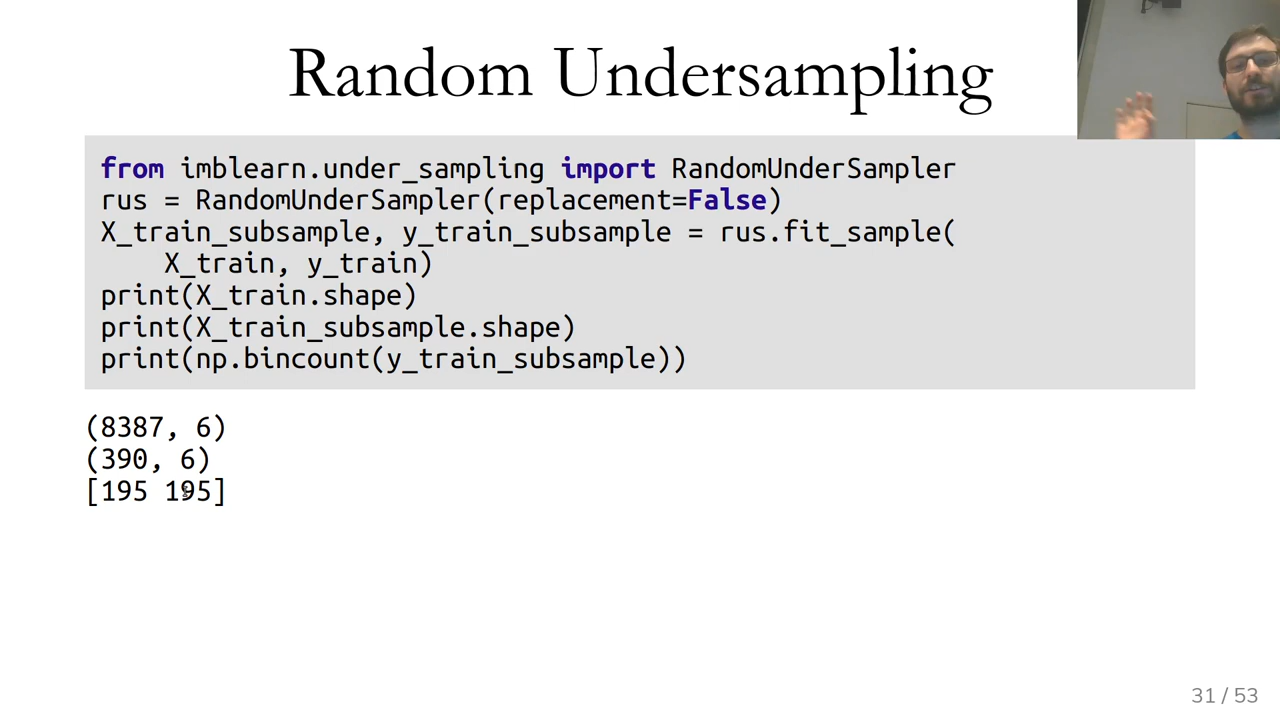 Random Undersampling
from imblearn.under_sampling import RandomUnderSampler
rus = RandomUnderSampler(replacement=False)
X_train_subsample, y_train_subsample = rus.fit_sample(
    X_train, y_train)
print(X_train.shape)
print(X_train_subsample.shape)
print(np.bincount(y_train_subsample))
(8387, 6)
(390, 6)
[195 195]
31 / 53